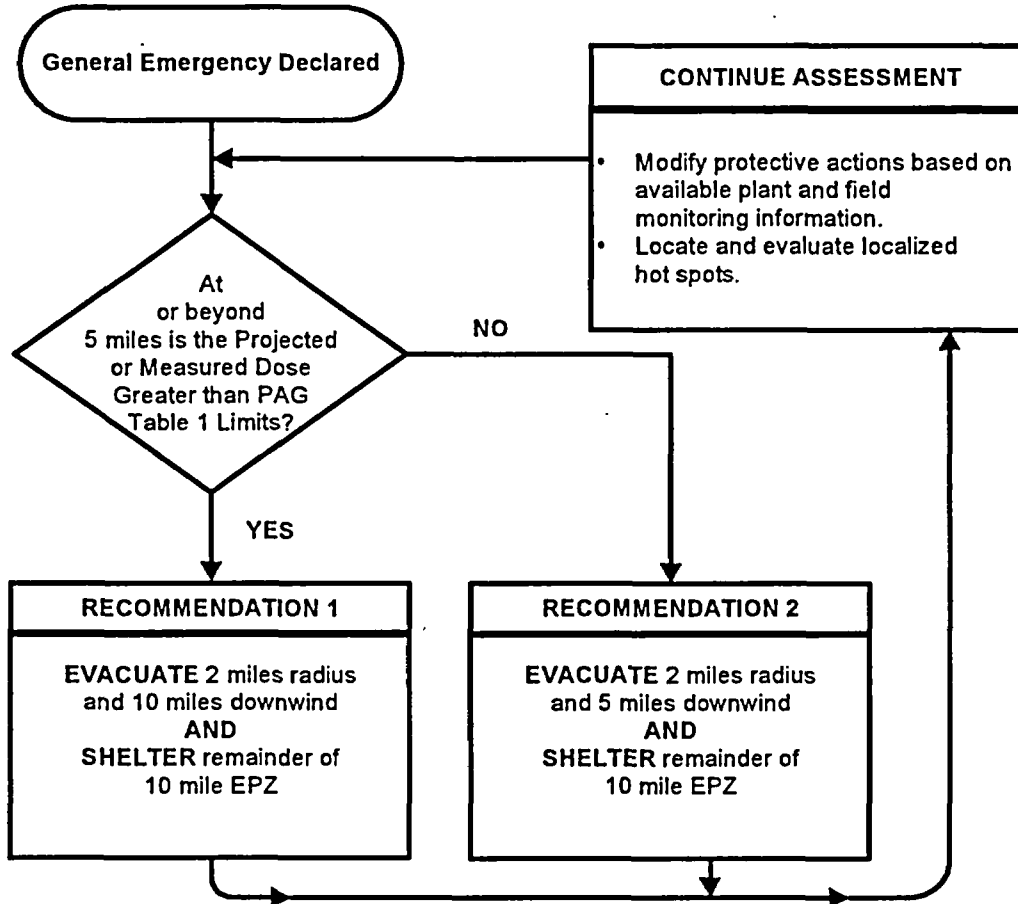 General Emergency Declared
CONTINUE ASSESSMENT
• Modify protective actions based on
available plant and field
monitoring information.
• Locate and evaluate localized
hot spots.
At
or beyond
5 miles is the Projected
or Measured Dose
Greater than PAG
Table 1 Limits?
NO
YES
RECOMMENDATION 1
EVACUATE 2 miles radius
and 10 miles downwind
AND
SHELTER remainder of
10 mile EPZ
RECOMMENDATION 2
EVACUATE 2 miles radius
and 5 miles downwind
AND
SHELTER remainder of
10 mile EPZ